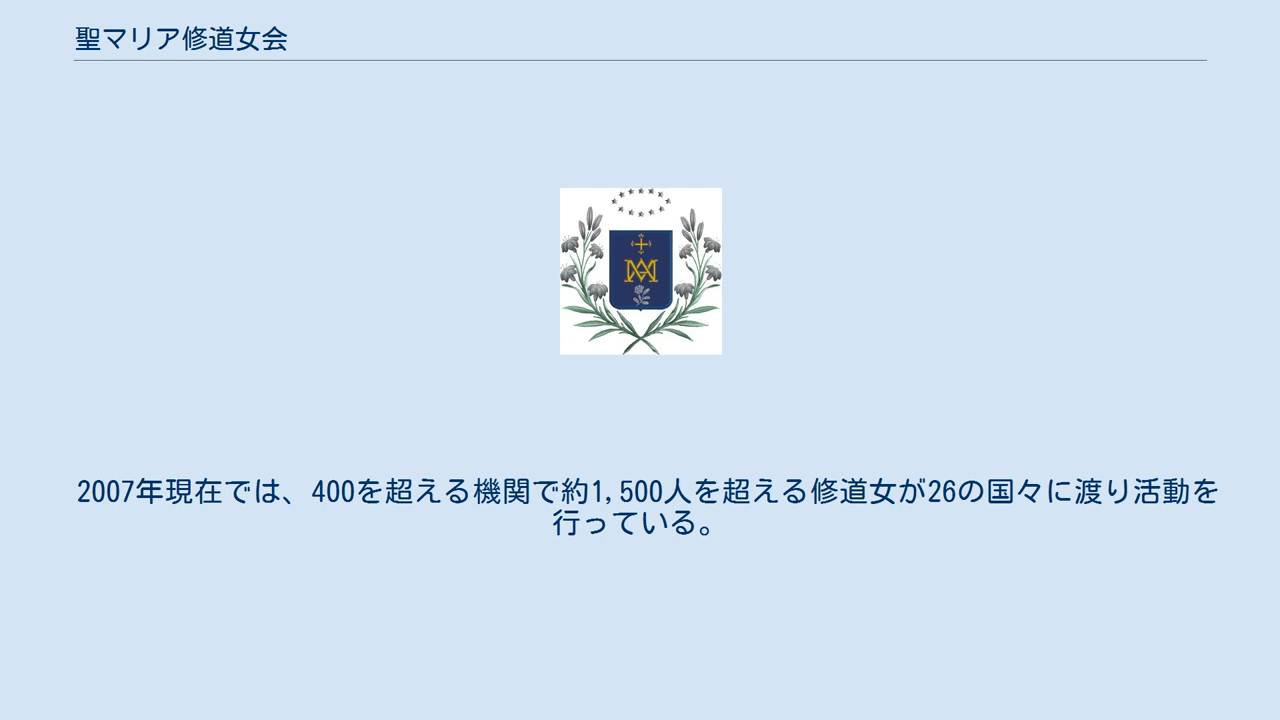 聖マリア修道女会
2007年現在では、400を超える機関で約1,500人を超える修道女が26の国々に渡り活動を
行っている。